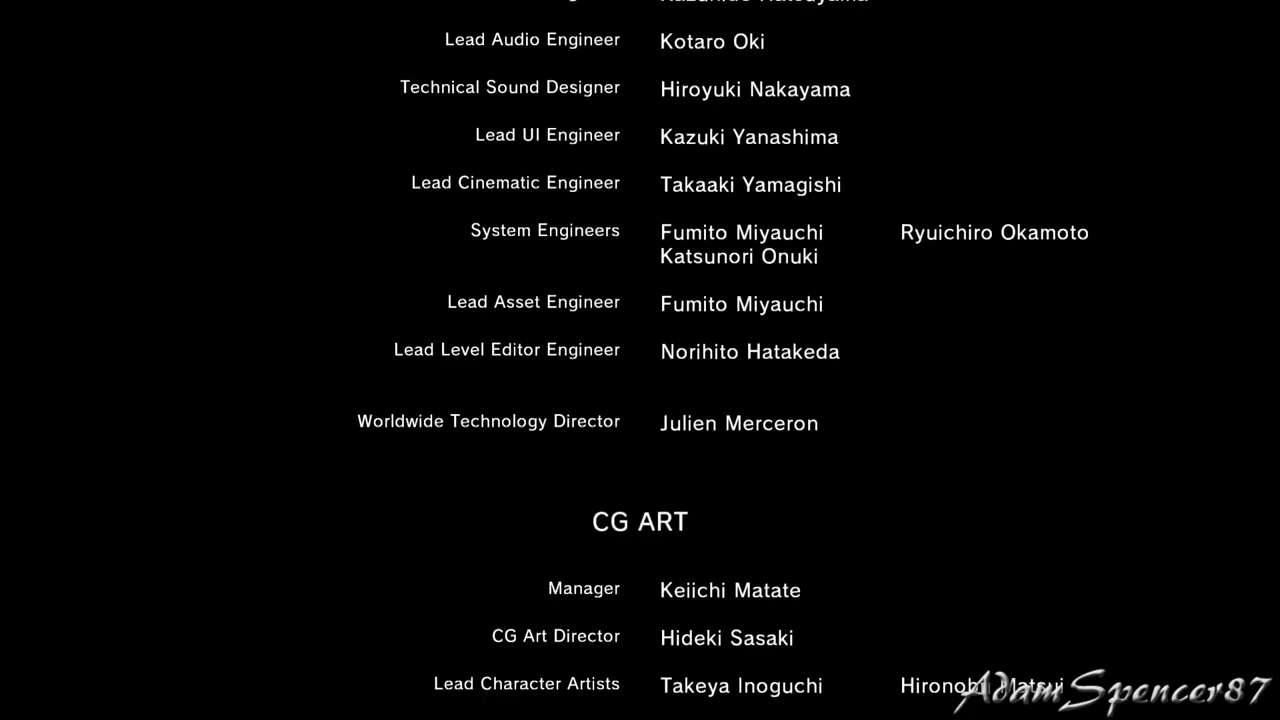 Lead Audio Engineer Kotaro Oki
Technical Sound Designer Hiroyuki Nakayama
Lead UI Engineer Kazuki Yanashima
Lead Cinematic Engineer Takaaki Yamagishi
System Engineers Fumito Miyauchi Ryuichiro Okamoto
Katsunori Onuki
Lead Asset Engineer Fumito Miyauchi
Lead Level Editor Engineer Norihito Hatakeda
Worldwide Technology Director Julien Merceron
CG ART
Manager Keiichi Matate
CG Art Director Hideki Sasaki
Lead Character Artists Takeya Inoguchi Hironobu Matsui
AdamSpencer87